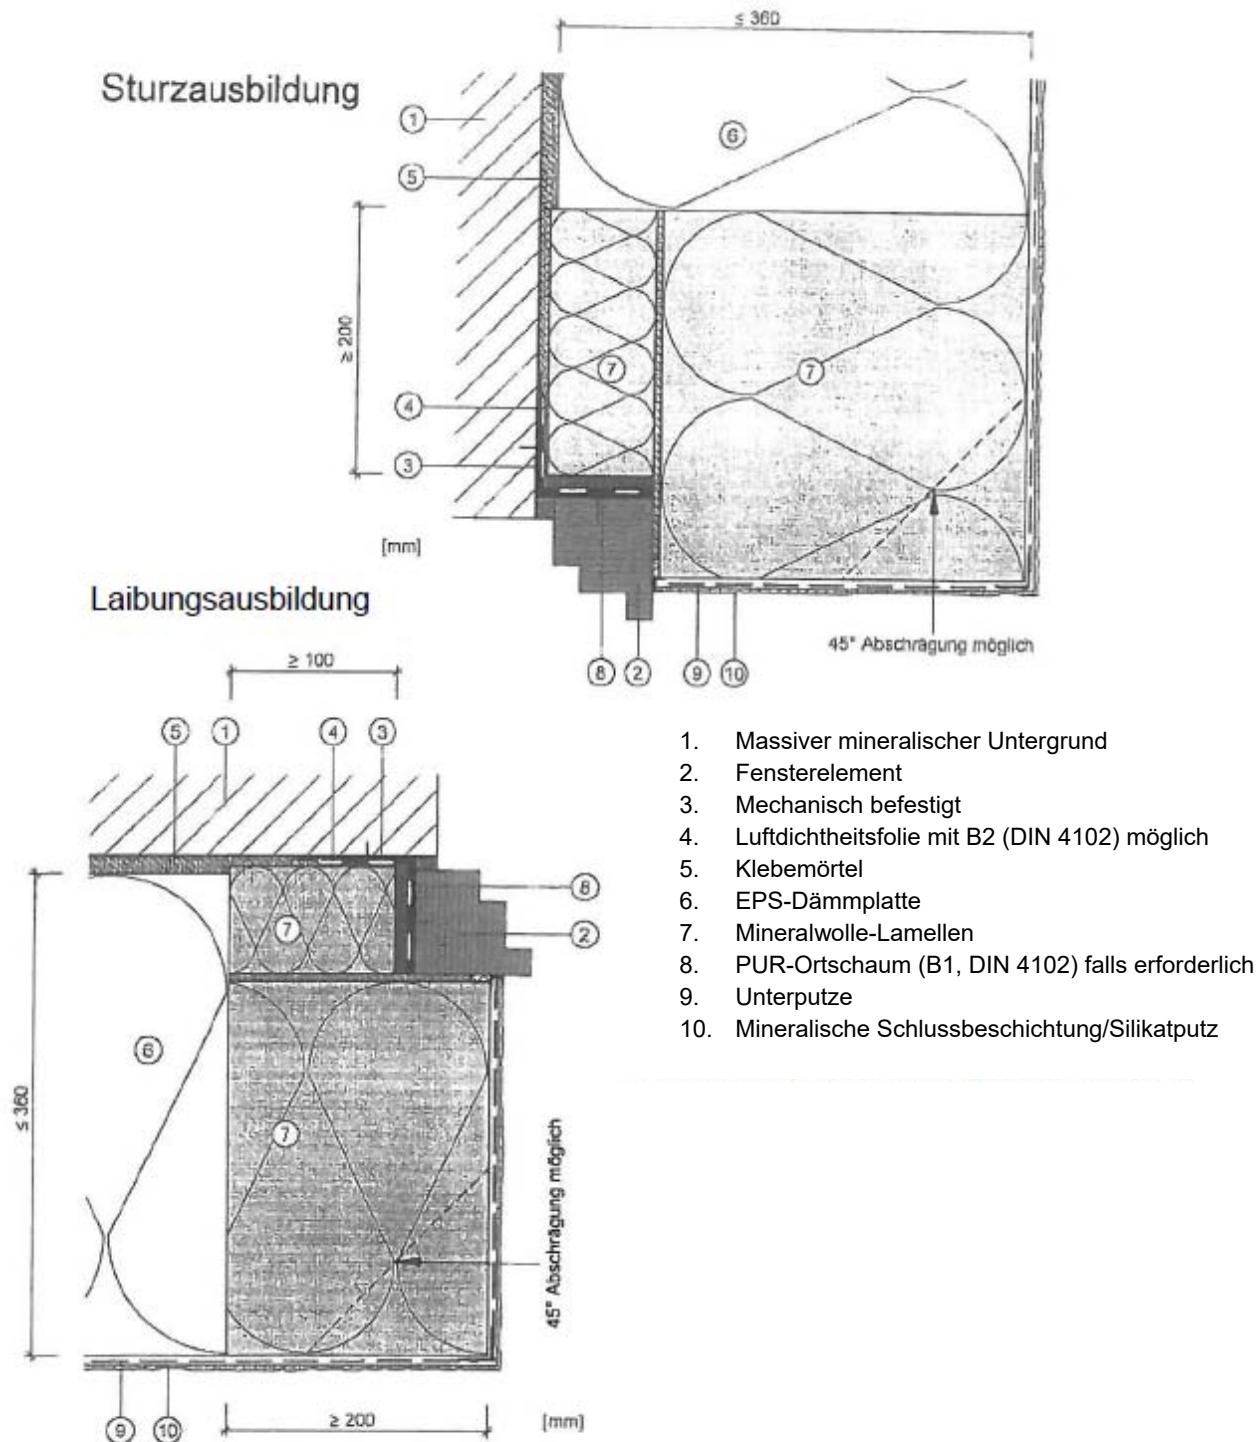 ≤ 360
Sturzausbildung
1
6
5
≥ 200
7
7
4
3
[mm]
45° Abschrägung möglich
8 2 9 10
Laibungsausbildung
≥ 100
5 1 4 3
8
7
2
6
≤ 360
7
45° Abschrägung möglich
9 10
≥ 200
[mm]
1. Massiver mineralischer Untergrund
2. Fensterelement
3. Mechanisch befestigt
4. Luftdichtheitsfolie mit B2 (DIN 4102) möglich
5. Klebemörtel
6. EPS-Dämmplatte
7. Mineralwolle-Lamellen
8. PUR-Ortschaum (B1, DIN 4102) falls erforderlich
9. Unterputze
10. Mineralische Schlussbeschichtung/Silikatputz